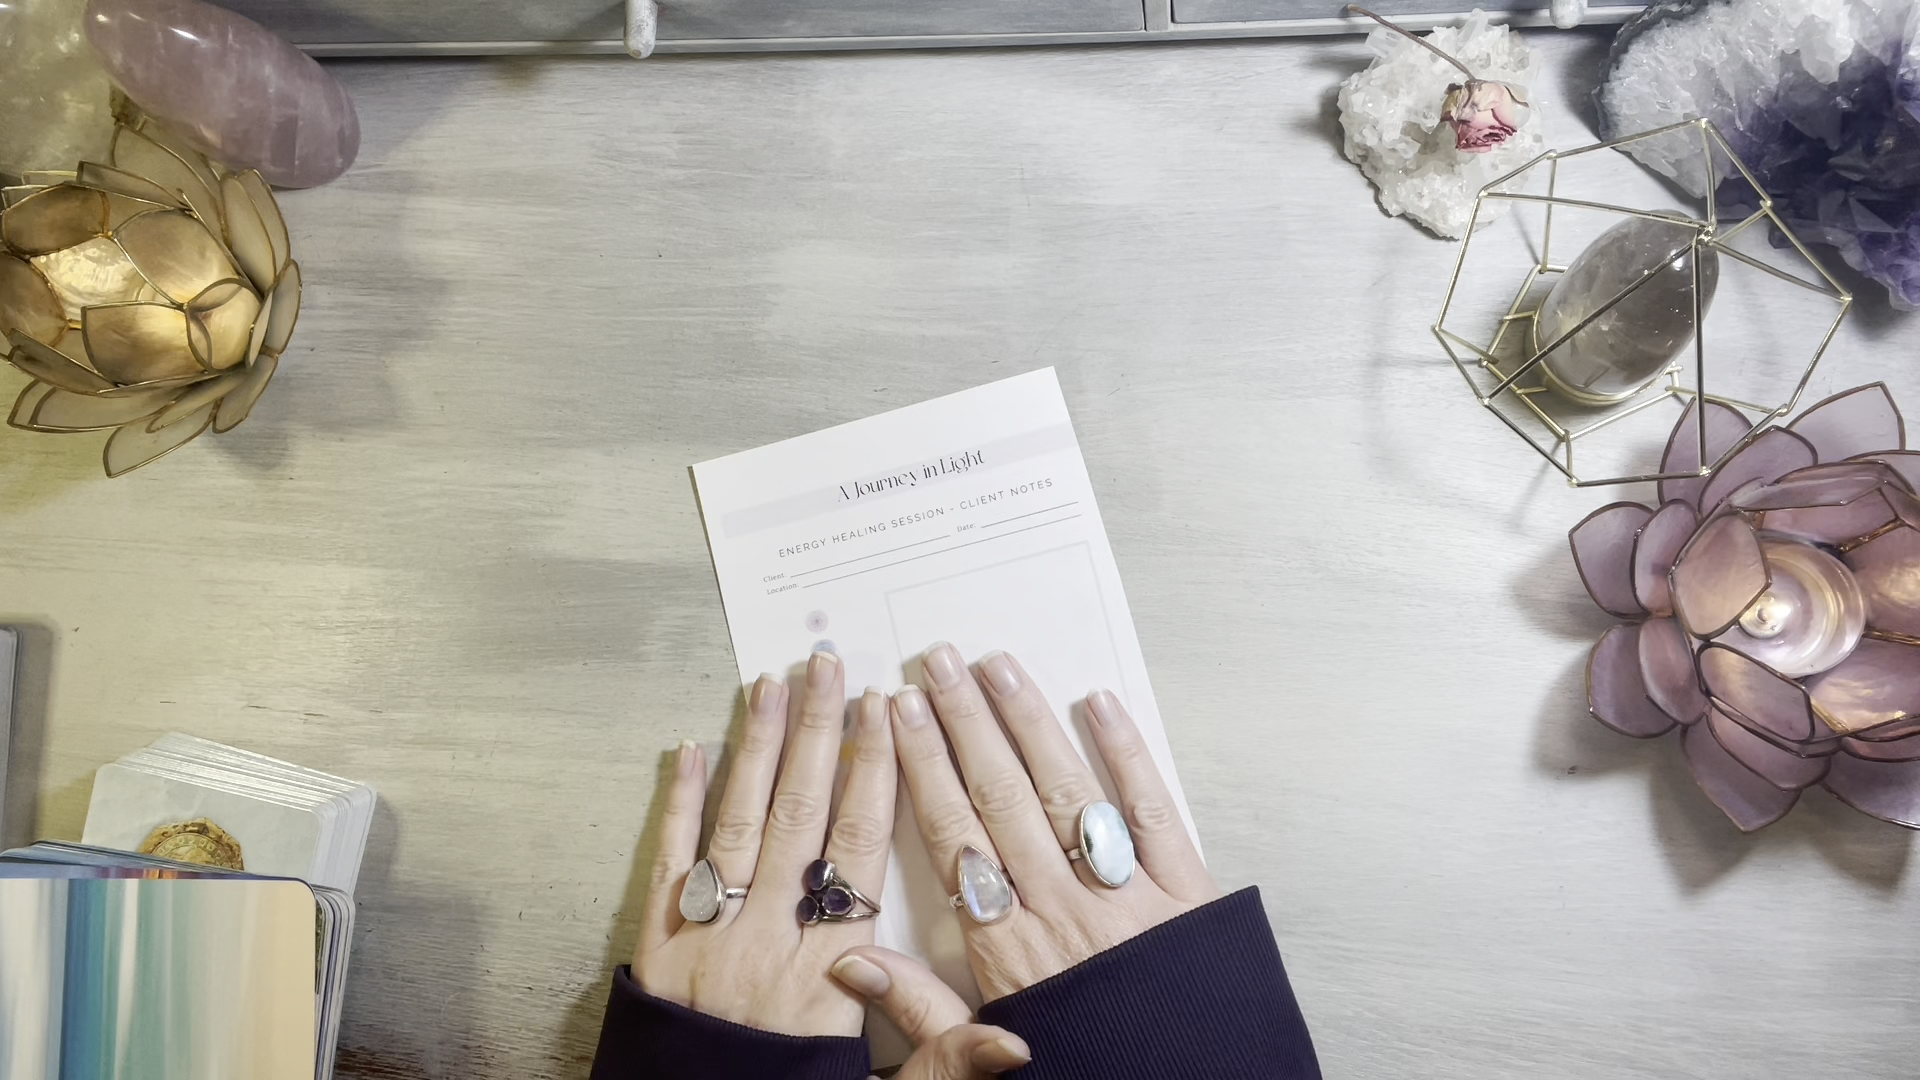 A Journey in Light
ENERGY HEALING SESSION - CLIENT NOTES
Client: Date:
Location: